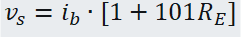 v_s = i_b · [1 + 101R_E]